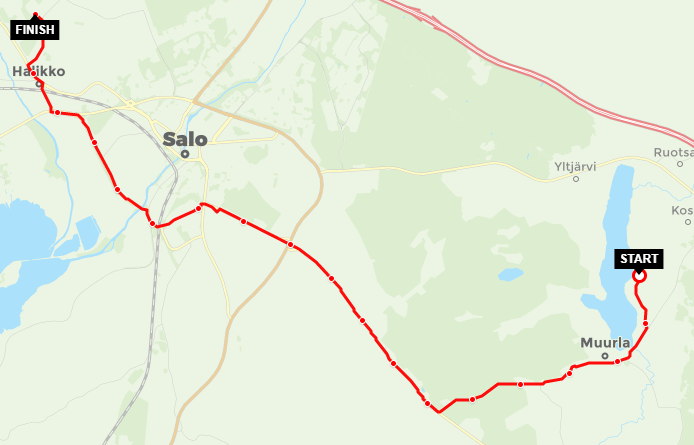 FINISH
Halikko
Salo
Yltjärvi
Ruotsa
Kos
START
Muurla